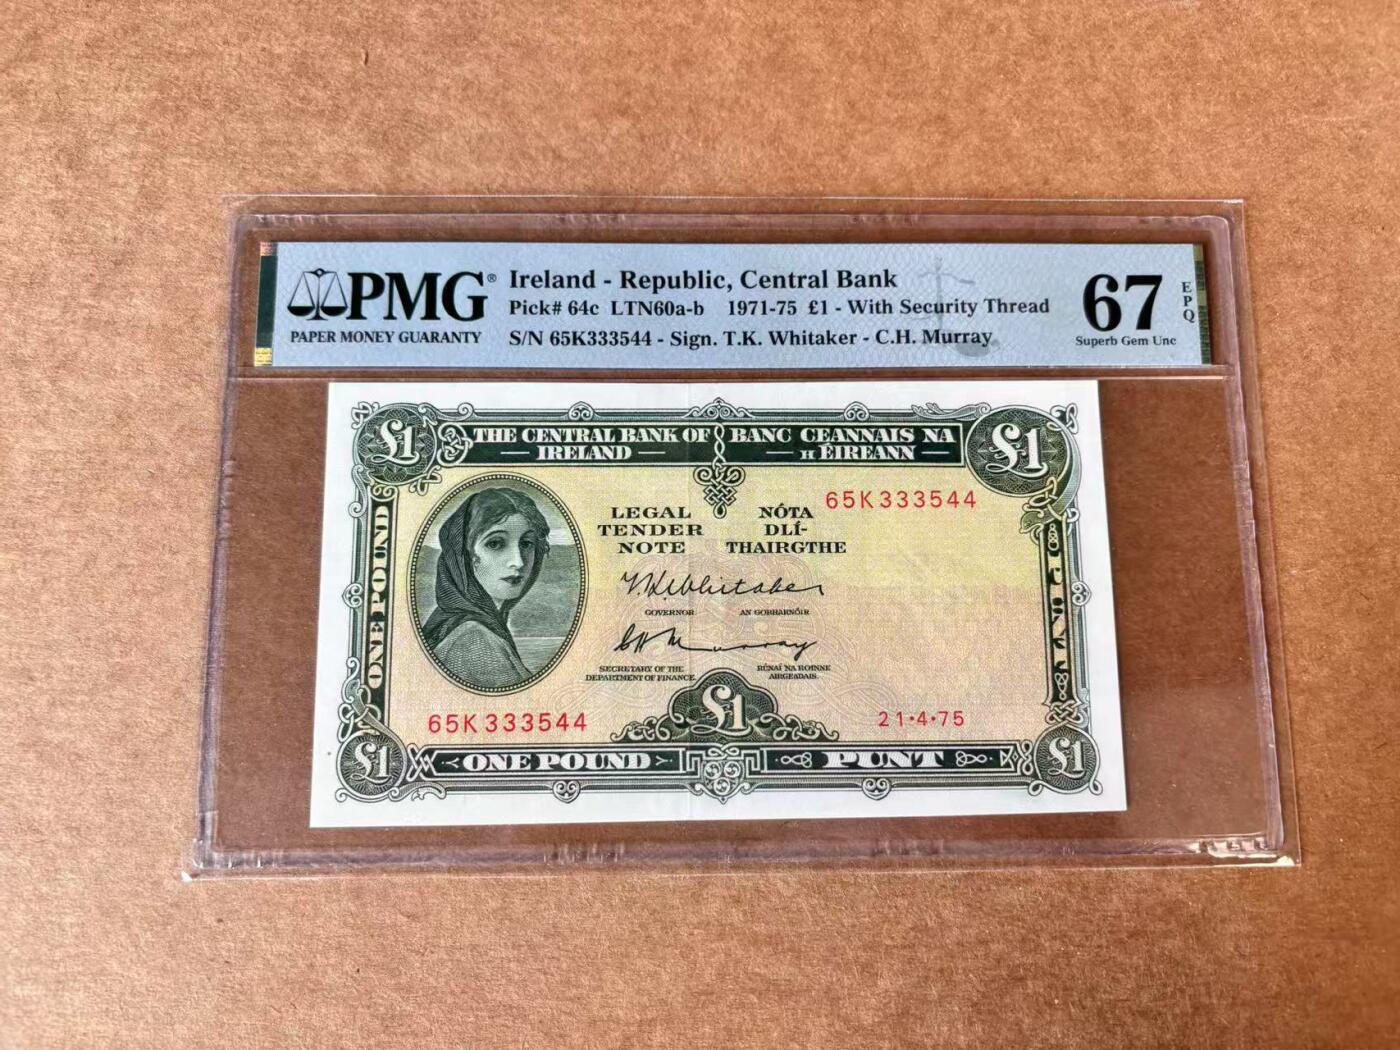 PMG®
PAPER MONEY GUARANTY
Ireland - Republic, Central Bank
Pick# 64c LTN60a-b 1971-75 £1 - With Security Thread
S/N 65K333544 - Sign. T.K. Whitaker - C.H. Murray
67
EPQ
Superb Gem Unc
£1
THE CENTRAL BANK OF
IRELAND
BANC CEANNAIS NA
H ÉIREANN
£1
65K333544
LEGAL
TENDER
NOTE
NÓTA
DLÍ-
THAIRGTHE
ONE POUND
T.K. Whitaker
GOVERNOR
AN GOBHARNÓIR
C H Murray
SECRETARY OF THE
DEPARTMENT OF FINANCE.
RÚNAÍ NA ROINNE
AIRGEADAIS.
£1
65K333544
21·4·75
£1
ONE POUND
PUNT
£1